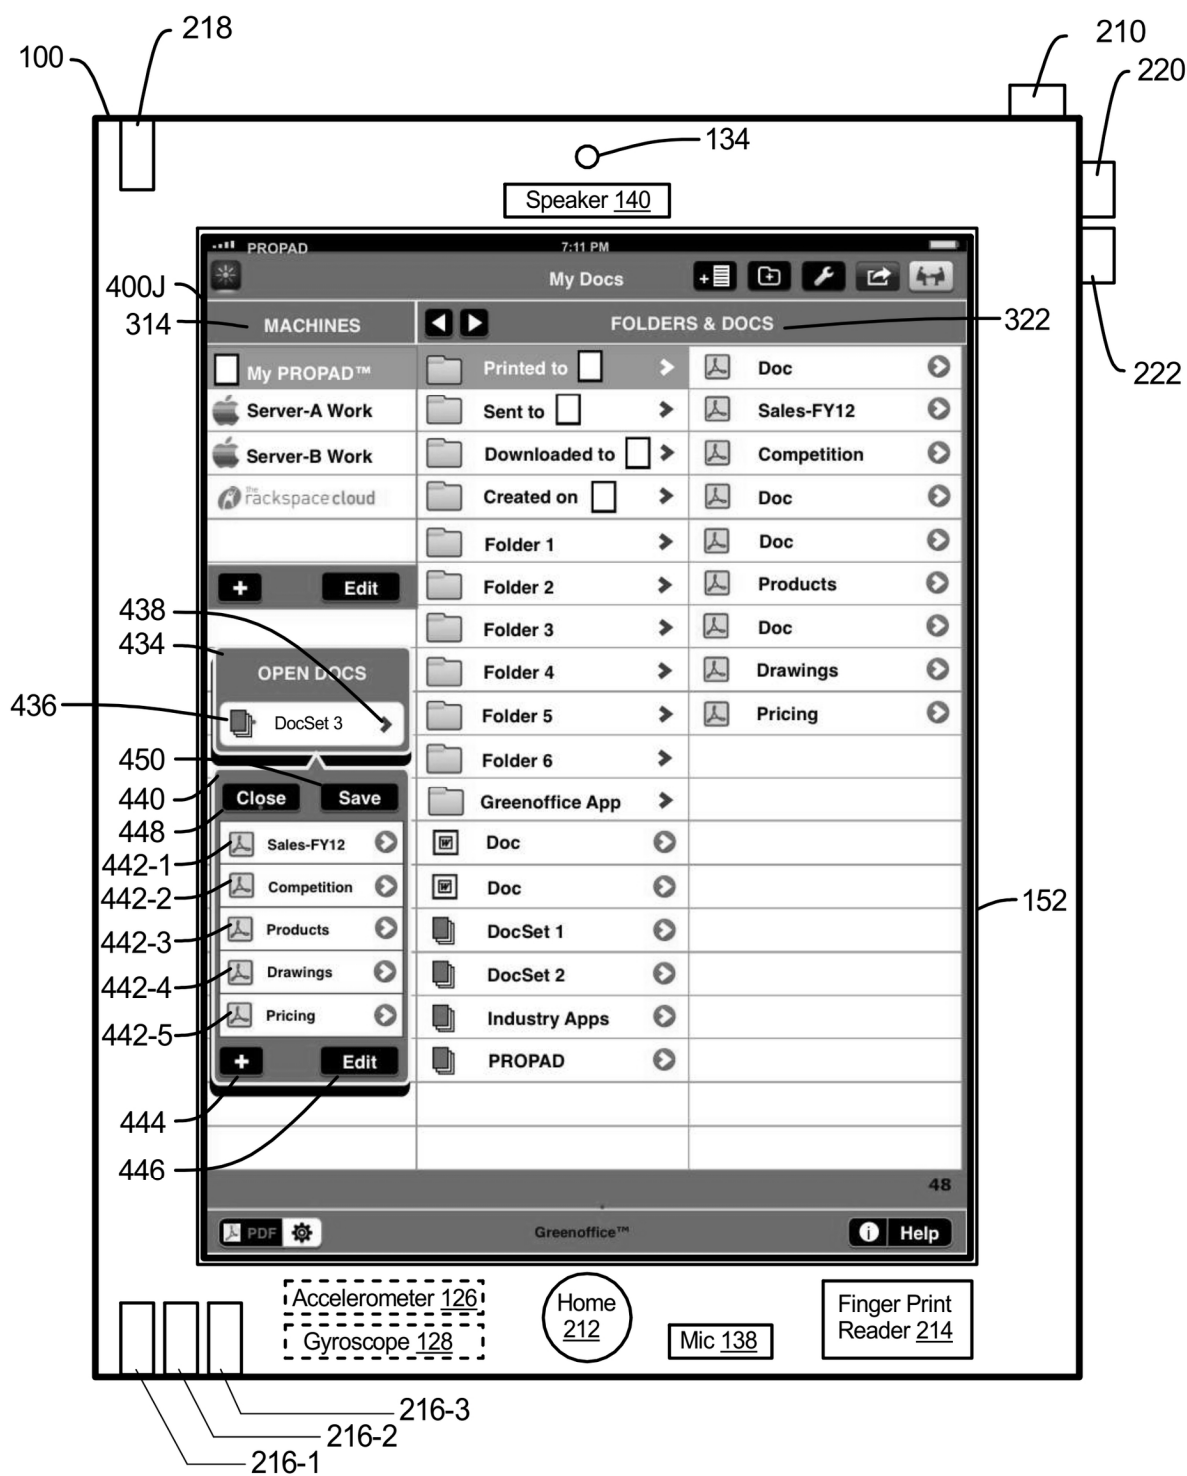 218
210
100
220
134
Speaker 140
PROPAD
7:11 PM
My Docs
400J
314
MACHINES
FOLDERS & DOCS
322
222
My PROPAD™
Printed to
Doc
Server-A Work
Sent to
Sales-FY12
Server-B Work
Downloaded to
Competition
the rackspace cloud
Created on
Doc
Folder 1
Doc
+ Edit
Folder 2
Products
438
Folder 3
Doc
434
OPEN DOCS
Folder 4
Drawings
436
DocSet 3
Folder 5
Pricing
450
Folder 6
440
Close Save
Greenoffice App
448
Sales-FY12
Doc
442-1
Competition
Doc
442-2
152
Products
DocSet 1
442-3
Drawings
DocSet 2
442-4
Pricing
Industry Apps
442-5
+ Edit
PROPAD
444
446
48
PDF
Greenoffice™
i Help
Accelerometer 126
Home
212
Finger Print
Reader 214
Gyroscope 128
Mic 138
216-3
216-2
216-1